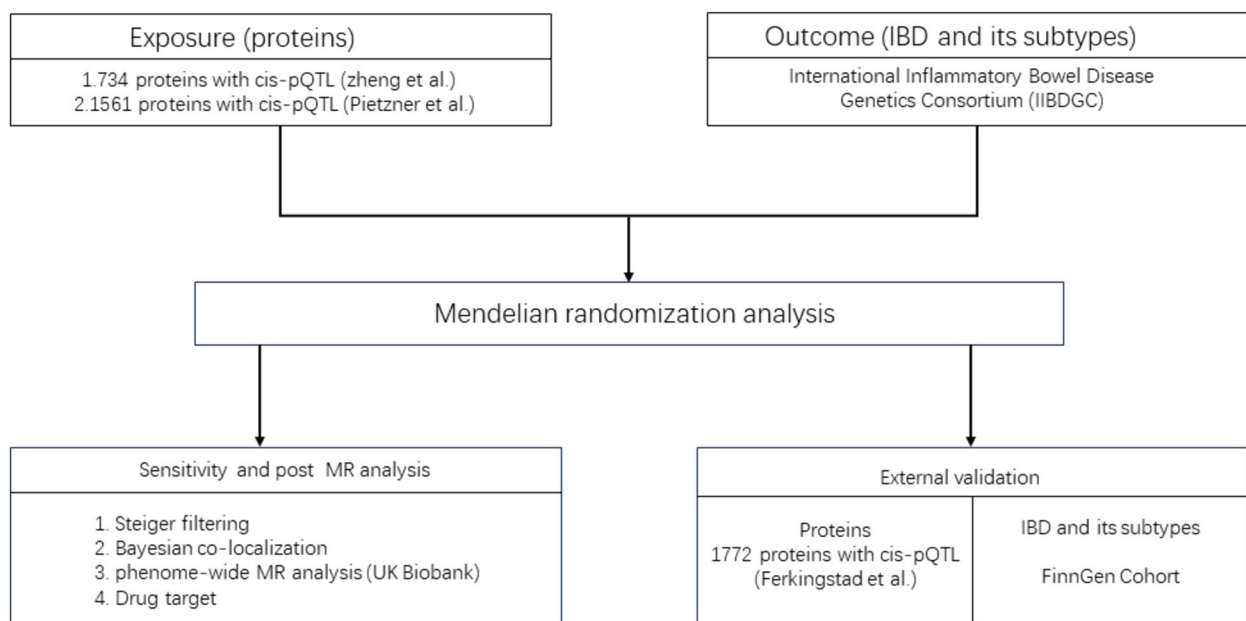 Exposure (proteins)
1.734 proteins with cis-pQTL (zheng et al.)
2.1561 proteins with cis-pQTL (Pietzner et al.)
Outcome (IBD and its subtypes)
International Inflammatory Bowel Disease
Genetics Consortium (IIBDGC)
Mendelian randomization analysis
Sensitivity and post MR analysis
1. Steiger filtering
2. Bayesian co-localization
3. phenome-wide MR analysis (UK Biobank)
4. Drug target
External validation
Proteins
1772 proteins with cis-pQTL
(Ferkingstad et al.)
IBD and its subtypes
FinnGen Cohort